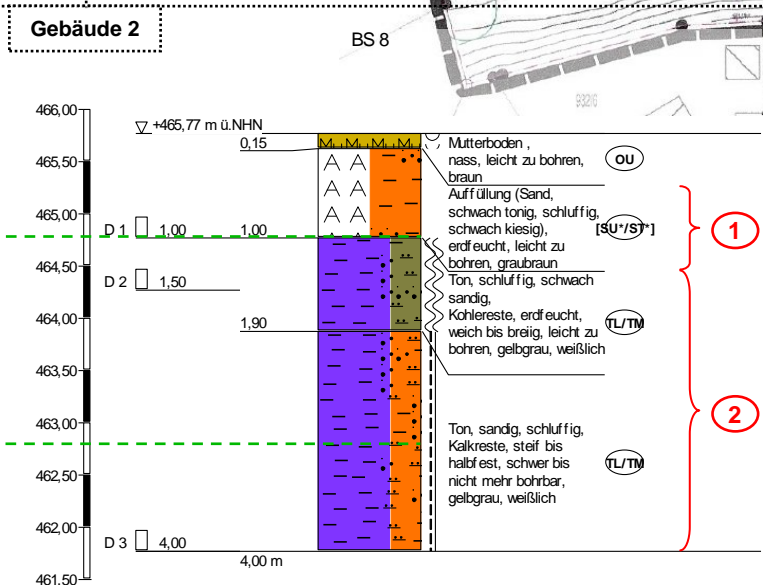 Gebäude 2
BS 8
932/6
466,00
465,50
465,00
464,50
464,00
463,50
463,00
462,50
462,00
461,50
+465,77 m ü.NHN
0,15
D 1 1,00 1,00
D 2 1,50
1,90
D 3 4,00
4,00 m
M M M M
A A
A A
A A
A A
Mutterboden ,
nass, leicht zu bohren,
braun
OU
Auffüllung (Sand,
schwach tonig, schluffig,
schwach kiesig),
erdfeucht, leicht zu
bohren, graubraun
[SU*/ST*]
1
Ton, schluffig, schwach
sandig,
Kohlereste, erdfeucht,
weich bis breiig, leicht zu
bohren, gelbgrau, weißlich
TL/TM
2
Ton, sandig, schluffig,
Kalkreste, steif bis
halbfest, schwer bis
nicht mehr bohrbar,
gelbgrau, weißlich
TL/TM